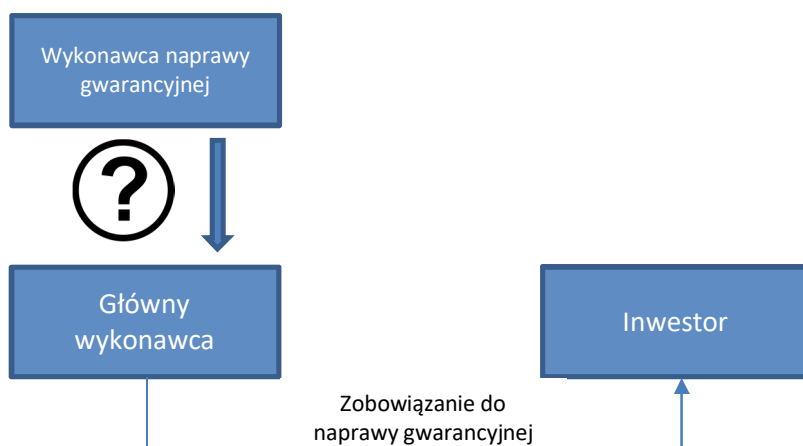 Wykonawca naprawy
gwarancyjnej
?
Główny
wykonawca
Inwestor
Zobowiązanie do
naprawy gwarancyjnej